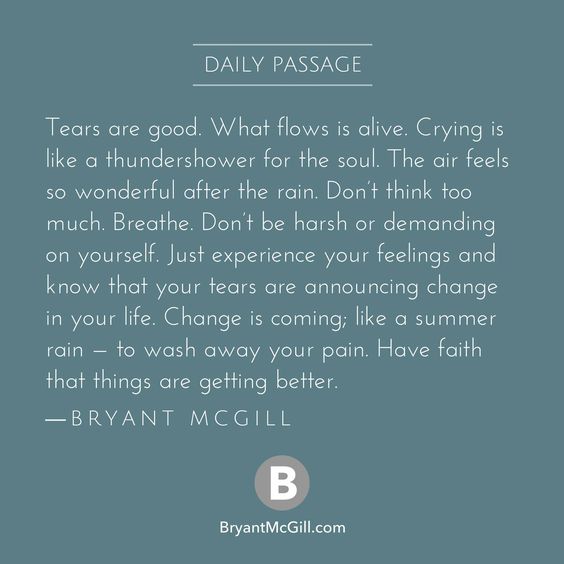 DAILY PASSAGE
Tears are good. What flows is alive. Crying is
like a thundershower for the soul. The air feels
so wonderful after the rain. Don't think too
much. Breathe. Don't be harsh or demanding
on yourself. Just experience your feelings and
know that your tears are announcing change
in your life. Change is coming; like a summer
rain – to wash away your pain. Have faith
that things are getting better.
—BRYANT MCGILL
B
BryantMcGill.com